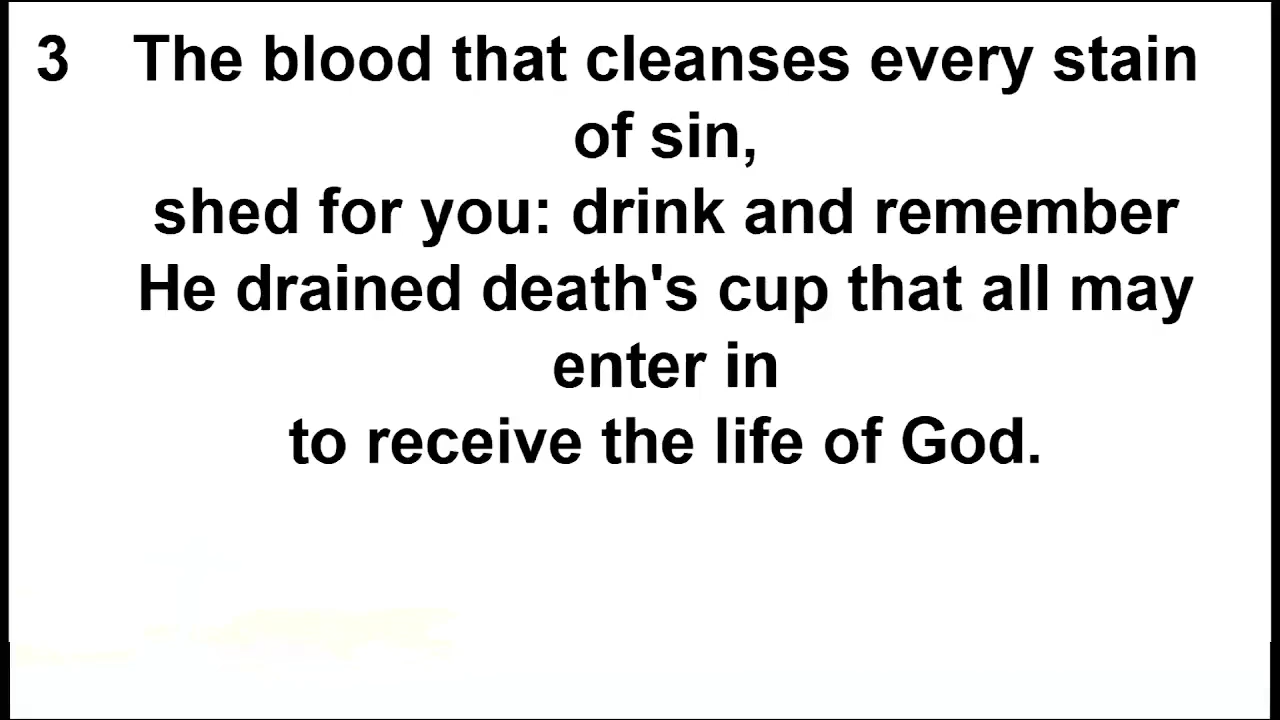 3 The blood that cleanses every stain
of sin,
shed for you: drink and remember
He drained death's cup that all may
enter in
to receive the life of God.